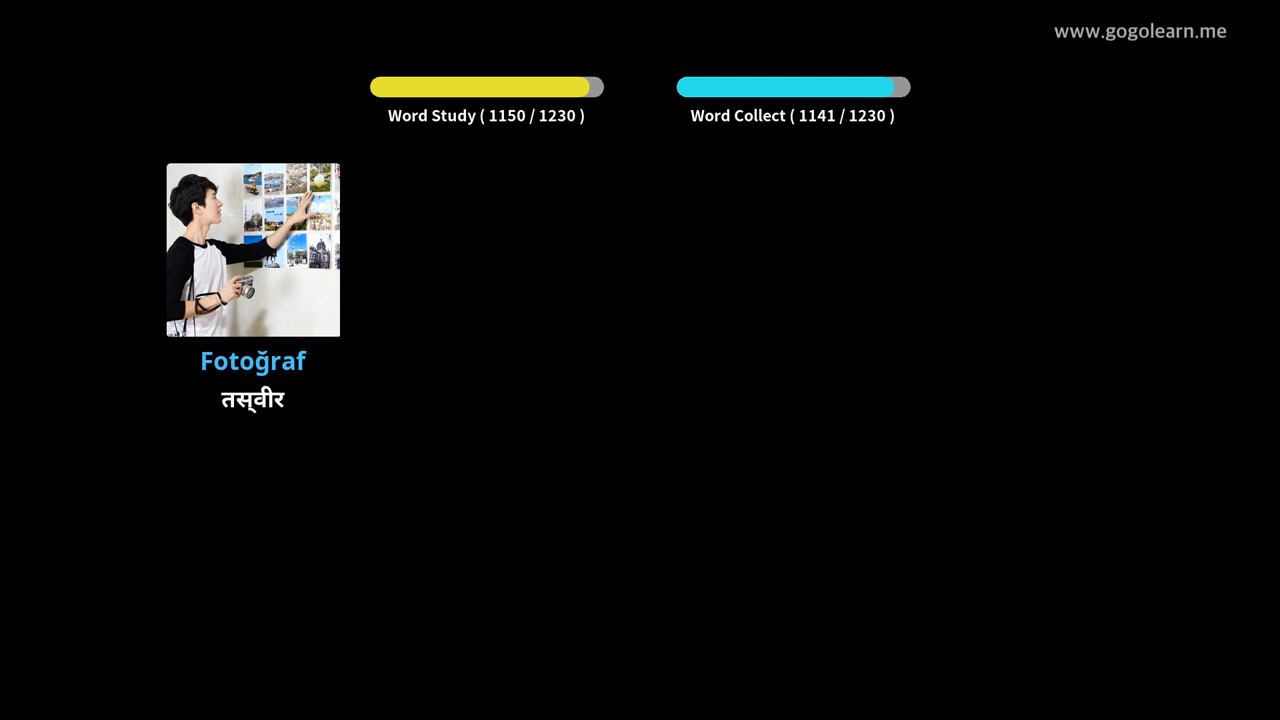 www.gogolearn.me
Word Study ( 1150 / 1230 )
Word Collect ( 1141 / 1230 )
Fotoğraf
तस्‌वीर